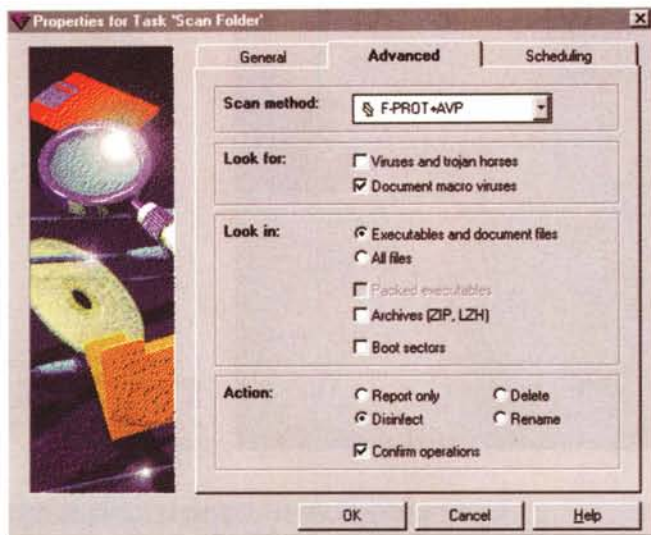 Properties for Task 'Scan Folder'
General Advanced Scheduling
Scan method: F-PROT+AVP
Look for: Viruses and trojan horses
Document macro viruses
Look in: Executables and document files
All files
Packed executables
Archives (ZIP, LZH)
Boot sectors
Action: Report only Delete
Disinfect Rename
Confirm operations
OK Cancel Help